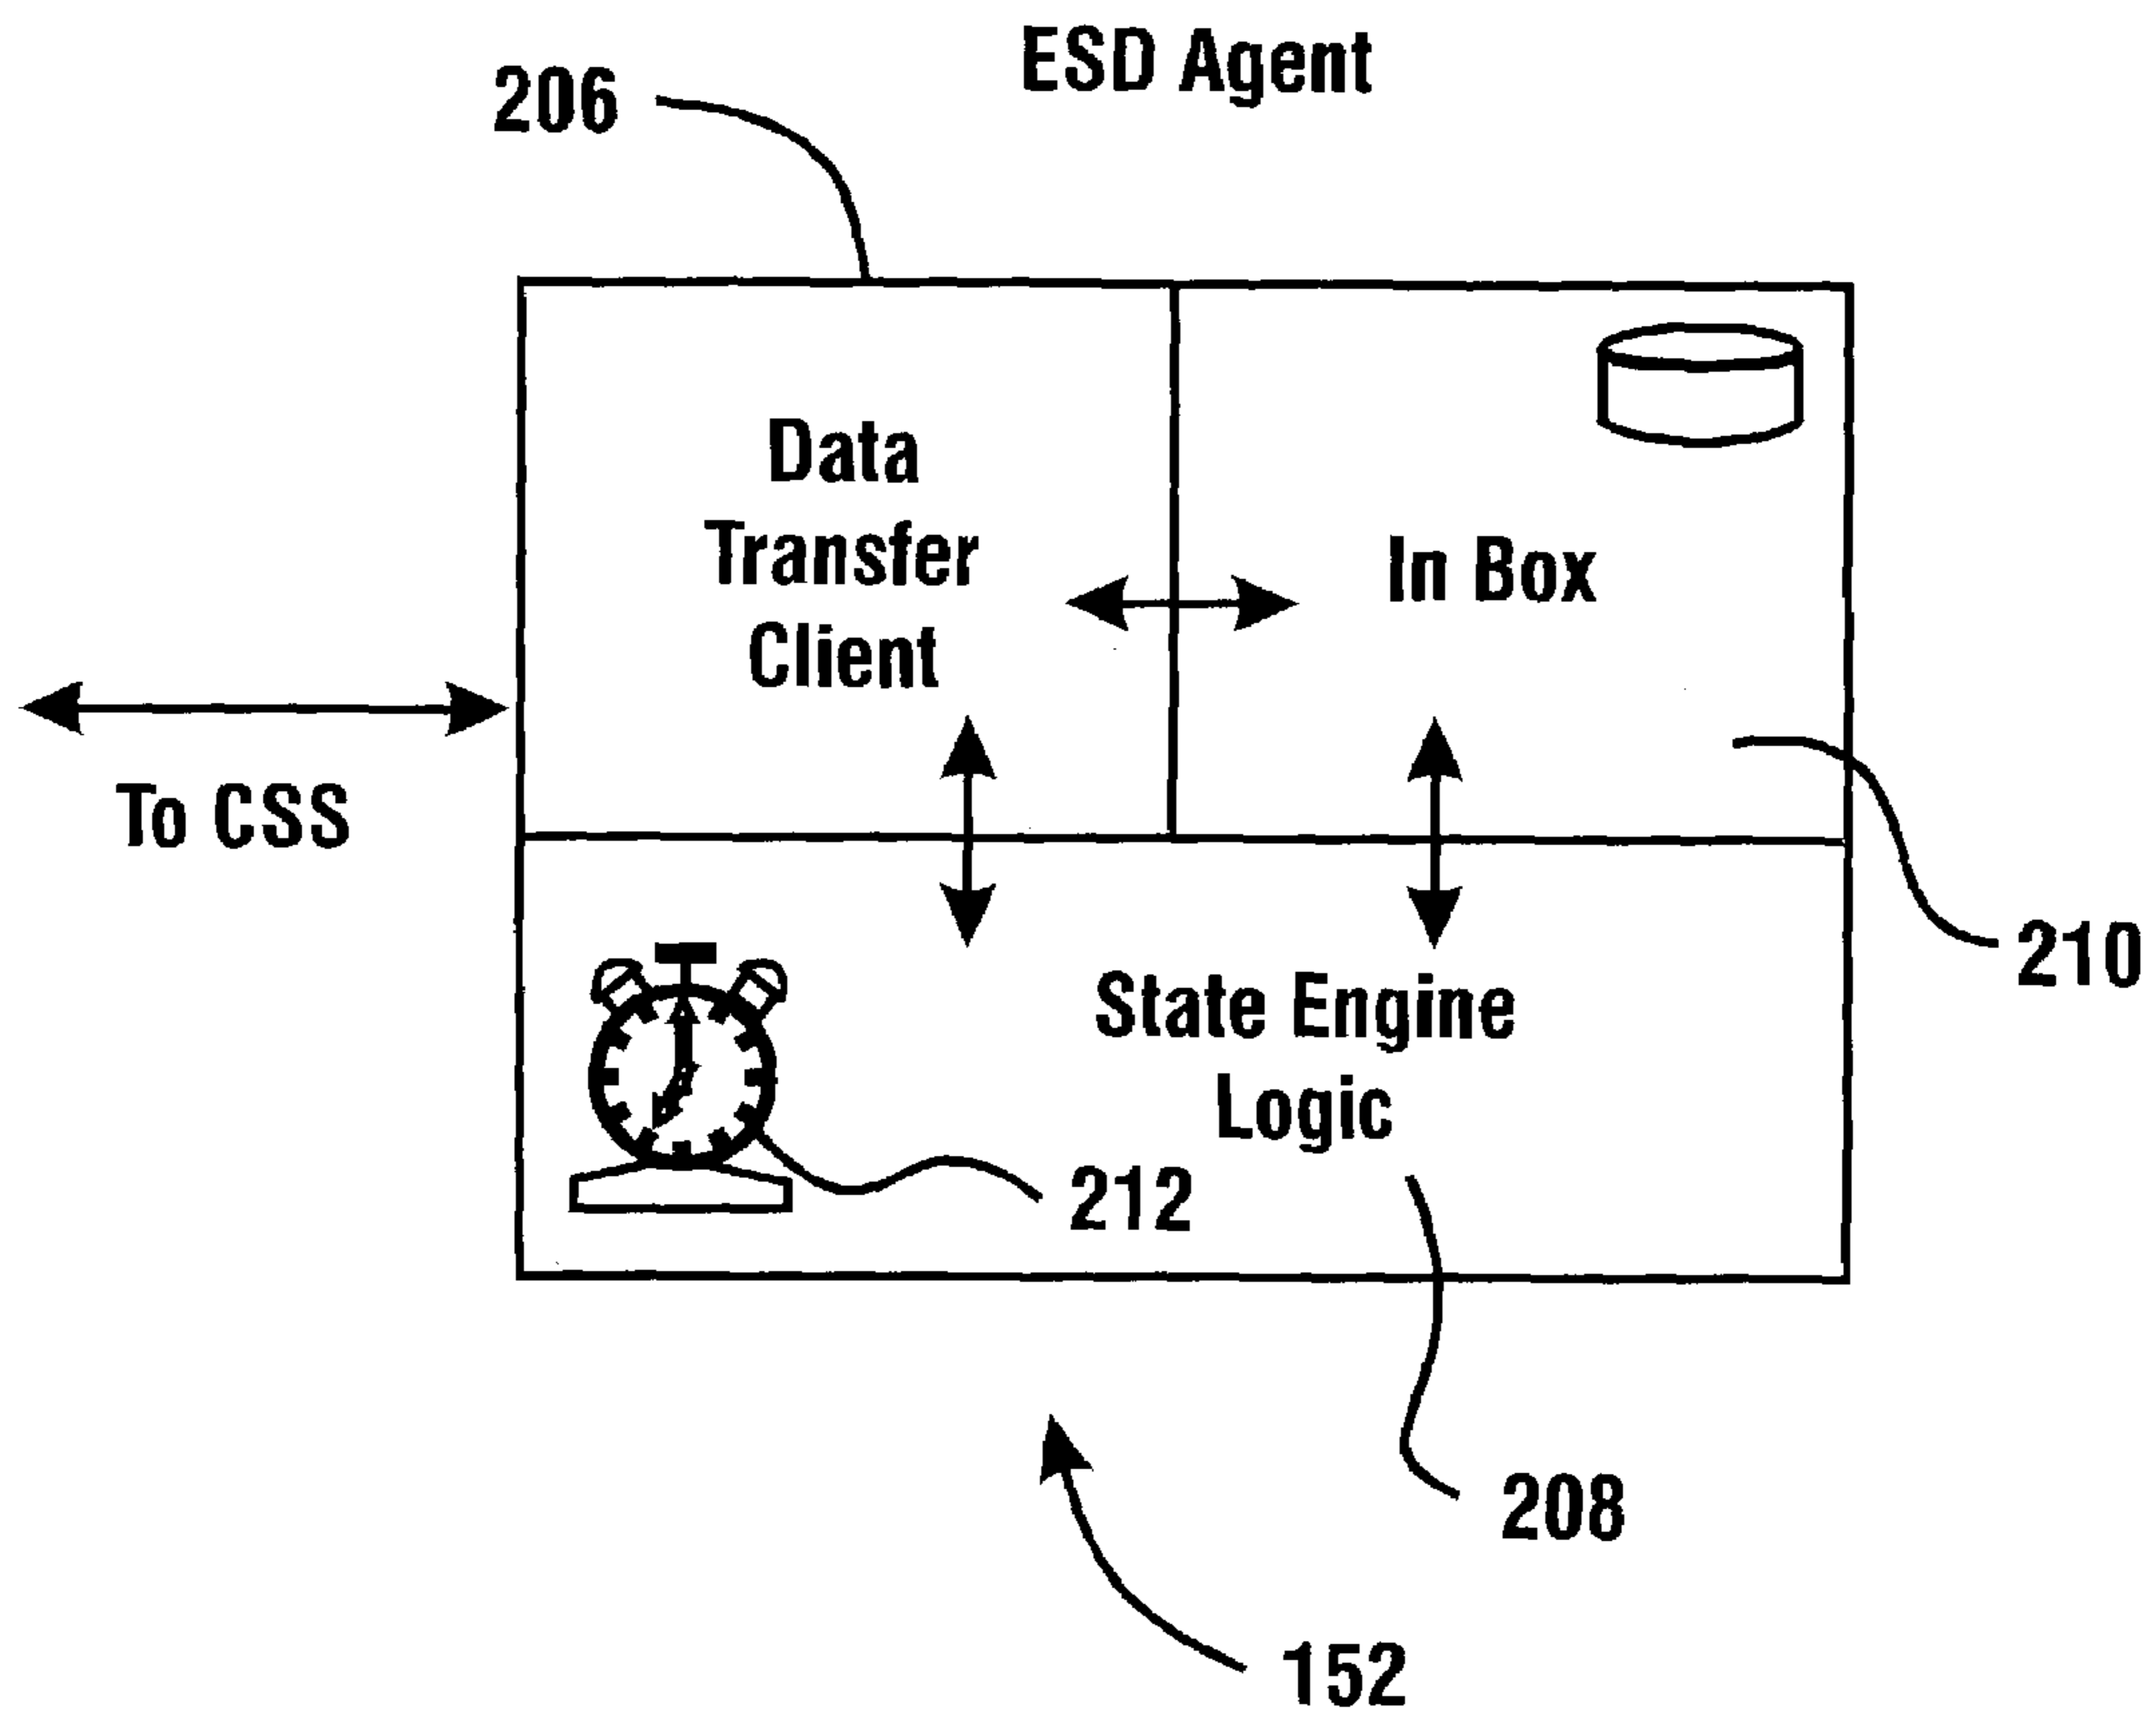 ESD Agent
206
Data
Transfer
Client
In Box
To CSS
210
State Engine
Logic
212
208
152